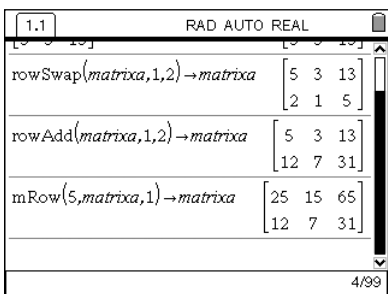 1.1 RAD AUTO REAL
rowSwap(matrixa,1,2)→matrixa [5 3 13]
[2 1 5]
rowAdd(matrixa,1,2)→matrixa [5 3 13]
[12 7 31]
mRow(5,matrixa,1)→matrixa [25 15 65]
[12 7 31]
4/99